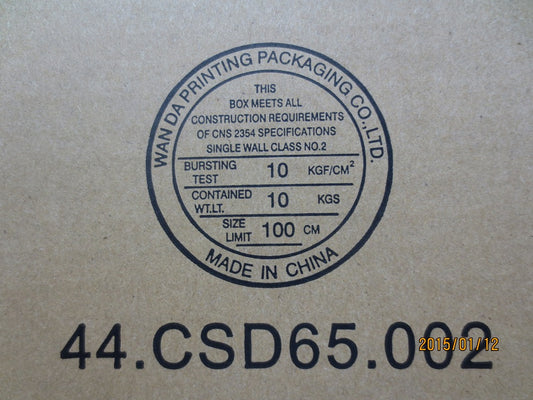 WAN DA PRINTING PACKAGING CO.,LTD.
THIS
BOX MEETS ALL
CONSTRUCTION REQUIREMENTS
OF CNS 2354 SPECIFICATIONS
SINGLE WALL CLASS NO.2
BURSTING TEST 10 KGF/CM²
CONTAINED WT.LT. 10 KGS
SIZE LIMIT 100 CM
MADE IN CHINA
44.CSD65.002
2015/01/12